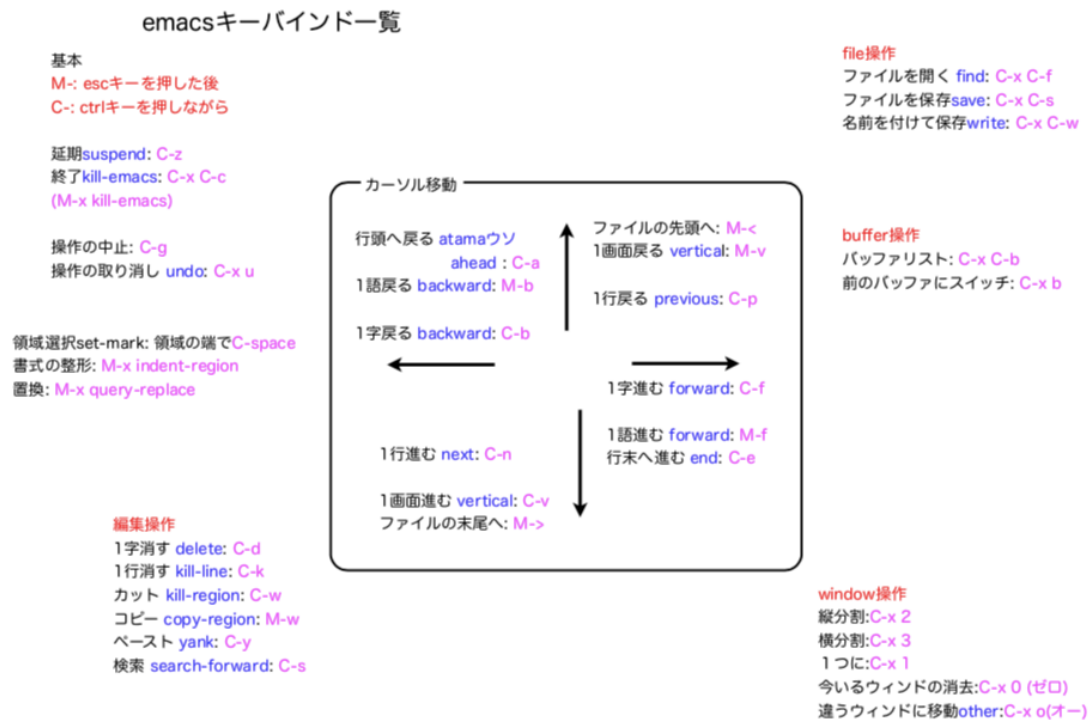 emacsキーバインド一覧
基本
M-: escキーを押した後
C-: ctrlキーを押しながら
延期suspend: C-z
終了kill-emacs: C-x C-c
(M-x kill-emacs)
操作の中止: C-g
操作の取り消し undo: C-x u
領域選択set-mark: 領域の端でC-space
書式の整形: M-x indent-region
置換: M-x query-replace
file操作
ファイルを開く find: C-x C-f
ファイルを保存save: C-x C-s
名前を付けて保存write: C-x C-w
カーソル移動
行頭へ戻る atamaウソ
ahead : C-a
1語戻る backward: M-b
1字戻る backward: C-b
ファイルの先頭へ: M-<
1画面戻る vertical: M-v
1行戻る previous: C-p
1字進む forward: C-f
1語進む forward: M-f
行末へ進む end: C-e
1行進む next: C-n
1画面進む vertical: C-v
ファイルの末尾へ: M->
buffer操作
バッファリスト: C-x C-b
前のバッファにスイッチ: C-x b
編集操作
1字消す delete: C-d
1行消す kill-line: C-k
カット kill-region: C-w
コピー copy-region: M-w
ペースト yank: C-y
検索 search-forward: C-s
window操作
縦分割:C-x 2
横分割:C-x 3
１つに:C-x 1
今いるウィンドの消去:C-x 0 (ゼロ)
違うウィンドに移動other:C-x o(オー)